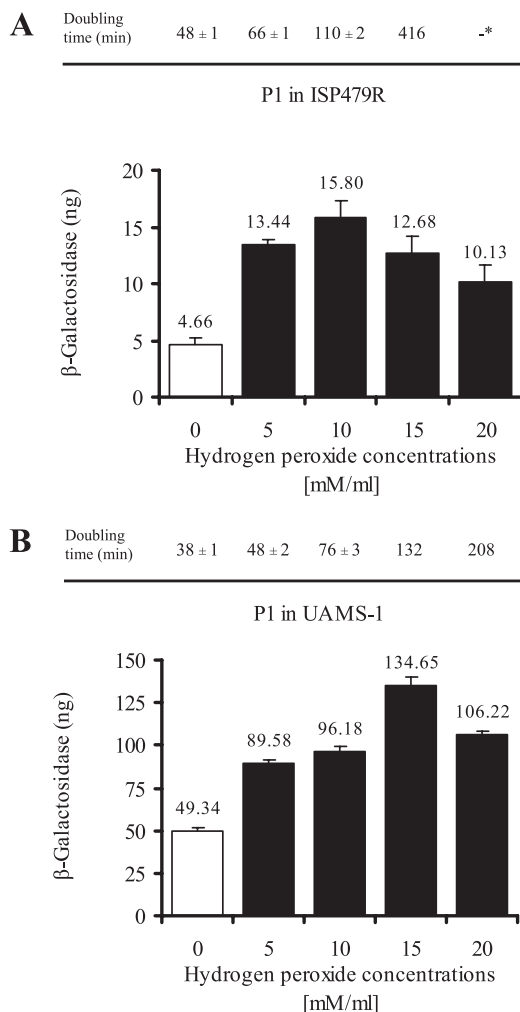 A
Doubling time (min) 48 ± 1 66 ± 1 110 ± 2 416 -*
P1 in ISP479R
β-Galactosidase (ng)
20
15
10
5
0
4.66
13.44
15.80
12.68
10.13
0 5 10 15 20
Hydrogen peroxide concentrations
[mM/ml]
B
Doubling time (min) 38 ± 1 48 ± 2 76 ± 3 132 208
P1 in UAMS-1
β-Galactosidase (ng)
150
125
100
75
50
25
0
49.34
89.58
96.18
134.65
106.22
0 5 10 15 20
Hydrogen peroxide concentrations
[mM/ml]